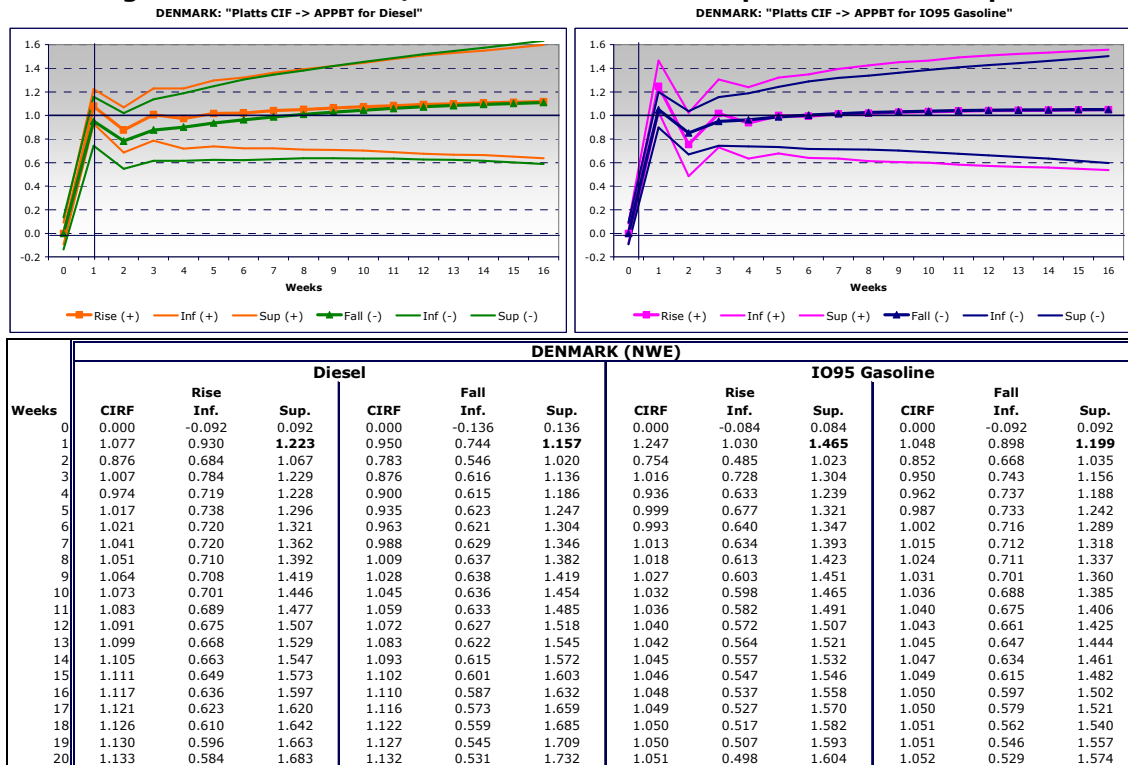 DENMARK: "Platts CIF -> APPBT for Diesel"
1.6
1.4
1.2
1.0
0.8
0.6
0.4
0.2
0.0
-0.2
0 1 2 3 4 5 6 7 8 9 10 11 12 13 14 15 16
Weeks
Rise (+) Inf (+) Sup (+) Fall (-) Inf (-) Sup (-)
DENMARK: "Platts CIF -> APPBT for IO95 Gasoline"
1.6
1.4
1.2
1.0
0.8
0.6
0.4
0.2
0.0
-0.2
0 1 2 3 4 5 6 7 8 9 10 11 12 13 14 15 16
Weeks
Rise (+) Inf (+) Sup (+) Fall (-) Inf (-) Sup (-)
DENMARK (NWE)
Diesel IO95 Gasoline
Rise Fall Rise Fall
Weeks CIRF Inf. Sup. CIRF Inf. Sup. CIRF Inf. Sup. CIRF Inf. Sup.
0 0.000 -0.092 0.092 0.000 -0.136 0.136 0.000 -0.084 0.084 0.000 -0.092 0.092
1 1.077 0.930 1.223 0.950 0.744 1.157 1.247 1.030 1.465 1.048 0.898 1.199
2 0.876 0.684 1.067 0.783 0.546 1.020 0.754 0.485 1.023 0.852 0.668 1.035
3 1.007 0.784 1.229 0.876 0.616 1.136 1.016 0.728 1.304 0.950 0.743 1.156
4 0.974 0.719 1.228 0.900 0.615 1.186 0.936 0.633 1.239 0.962 0.737 1.188
5 1.017 0.738 1.296 0.935 0.623 1.247 0.999 0.677 1.321 0.987 0.733 1.242
6 1.021 0.720 1.321 0.963 0.621 1.304 0.993 0.640 1.347 1.002 0.716 1.289
7 1.041 0.720 1.362 0.988 0.629 1.346 1.013 0.634 1.393 1.015 0.712 1.318
8 1.051 0.710 1.392 1.009 0.637 1.382 1.018 0.613 1.423 1.024 0.711 1.337
9 1.064 0.708 1.419 1.028 0.638 1.419 1.027 0.603 1.451 1.031 0.701 1.360
10 1.073 0.701 1.446 1.045 0.636 1.454 1.032 0.598 1.465 1.036 0.688 1.385
11 1.083 0.689 1.477 1.059 0.633 1.485 1.036 0.582 1.491 1.040 0.675 1.406
12 1.091 0.675 1.507 1.072 0.627 1.518 1.040 0.572 1.507 1.043 0.661 1.425
13 1.099 0.668 1.529 1.083 0.622 1.545 1.042 0.564 1.521 1.045 0.647 1.444
14 1.105 0.663 1.547 1.093 0.615 1.572 1.045 0.557 1.532 1.047 0.634 1.461
15 1.111 0.649 1.573 1.102 0.601 1.603 1.046 0.547 1.546 1.049 0.615 1.482
16 1.117 0.636 1.597 1.110 0.587 1.632 1.048 0.537 1.558 1.050 0.597 1.502
17 1.121 0.623 1.620 1.116 0.573 1.659 1.049 0.527 1.570 1.050 0.579 1.521
18 1.126 0.610 1.642 1.122 0.559 1.685 1.050 0.517 1.582 1.051 0.562 1.540
19 1.130 0.596 1.663 1.127 0.545 1.709 1.050 0.507 1.593 1.051 0.546 1.557
20 1.133 0.584 1.683 1.132 0.531 1.732 1.051 0.498 1.604 1.052 0.529 1.574